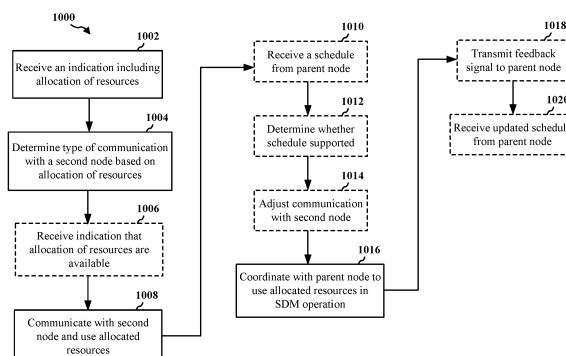 1000
1002
Receive an indication including
allocation of resources
1004
Determine type of communication
with a second node based on
allocation of resources
1006
Receive indication that
allocation of resources are
available
1008
Communicate with second
node and use allocated
resources
1010
Receive a schedule
from parent node
1012
Determine whether
schedule supported
1014
Adjust communication
with second node
1016
Coordinate with parent node to
use allocated resources in
SDM operation
1018
Transmit feedback
signal to parent node
1020
Receive updated schedule
from parent node